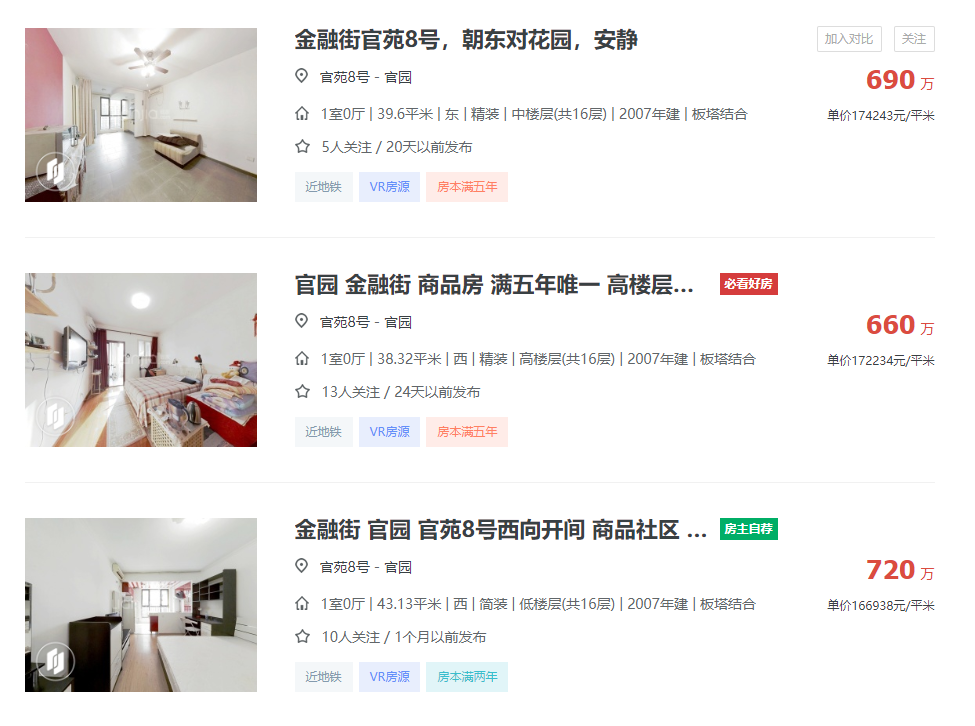 金融街官苑8号，朝东对花园，安静
加入对比 关注
官苑8号 - 官园
690 万
1室0厅 | 39.6平米 | 东 | 精装 | 中楼层(共16层) | 2007年建 | 板塔结合
单价174243元/平米
5人关注 / 20天以前发布
近地铁 VR房源 房本满五年
官园 金融街 商品房 满五年唯一 高楼层... 必看好房
官苑8号 - 官园
660 万
1室0厅 | 38.32平米 | 西 | 精装 | 高楼层(共16层) | 2007年建 | 板塔结合
单价172234元/平米
13人关注 / 24天以前发布
近地铁 VR房源 房本满五年
金融街 官园 官苑8号西向开间 商品社区 ... 房主自荐
官苑8号 - 官园
720 万
1室0厅 | 43.13平米 | 西 | 简装 | 低楼层(共16层) | 2007年建 | 板塔结合
单价166938元/平米
10人关注 / 1个月以前发布
近地铁 VR房源 房本满两年